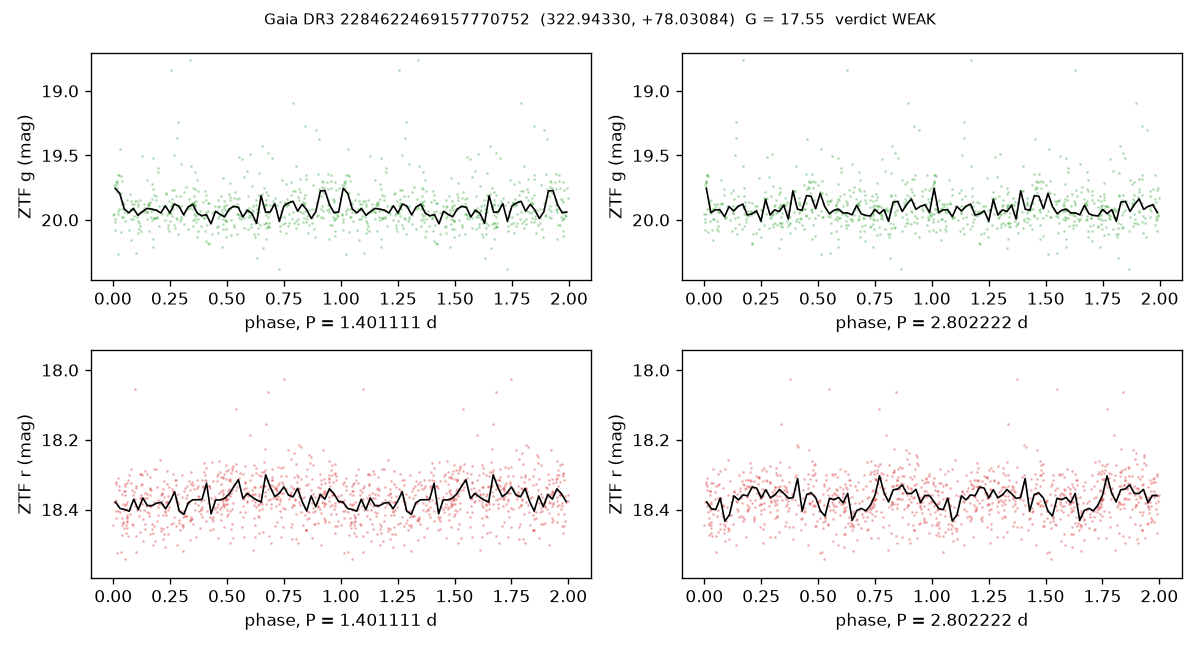 Gaia DR3 2284622469157770752 (322.94330, +78.03084) G = 17.55 verdict WEAK
ZTF g (mag)
19.0
19.5
20.0
0.00 0.25 0.50 0.75 1.00 1.25 1.50 1.75 2.00
phase, P = 1.401111 d
ZTF g (mag)
19.0
19.5
20.0
0.00 0.25 0.50 0.75 1.00 1.25 1.50 1.75 2.00
phase, P = 2.802222 d
ZTF r (mag)
18.0
18.2
18.4
0.00 0.25 0.50 0.75 1.00 1.25 1.50 1.75 2.00
phase, P = 1.401111 d
ZTF r (mag)
18.0
18.2
18.4
0.00 0.25 0.50 0.75 1.00 1.25 1.50 1.75 2.00
phase, P = 2.802222 d